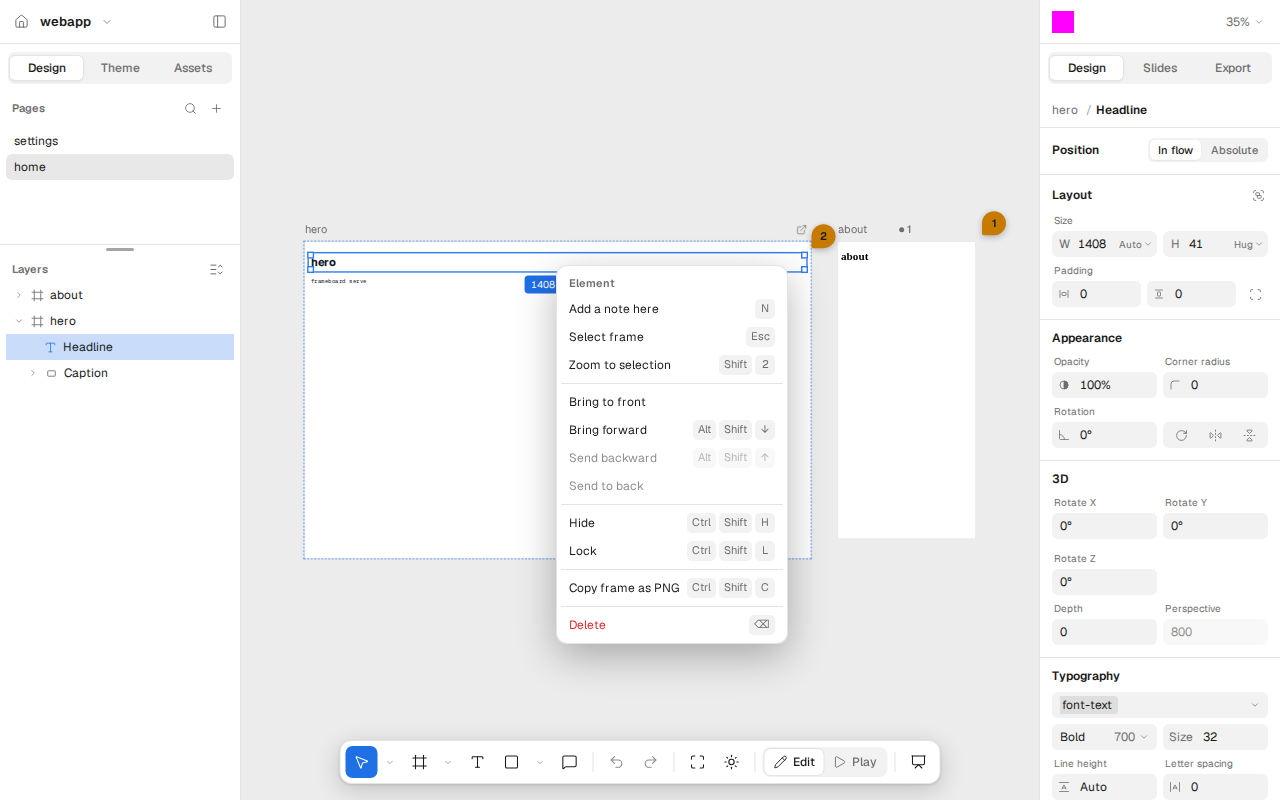 webapp
Design Theme Assets
Pages
settings
home
Layers
about
hero
Headline
Caption
hero
2
about 1
1
hero
frameboard serve
1408
about
Element
Add a note here N
Select frame Esc
Zoom to selection Shift 2
Bring to front
Bring forward Alt Shift ↓
Send backward Alt Shift ↑
Send to back
Hide Ctrl Shift H
Lock Ctrl Shift L
Copy frame as PNG Ctrl Shift C
Delete ⌫
Edit Play
35%
Design Slides Export
hero / Headline
Position In flow Absolute
Layout
Size
W 1408 Auto H 41 Hug
Padding
0 0
Appearance
Opacity Corner radius
100% 0
Rotation
0°
3D
Rotate X Rotate Y
0° 0°
Rotate Z
0°
Depth Perspective
0 800
Typography
font-text
Bold 700 Size 32
Line height Letter spacing
Auto 0